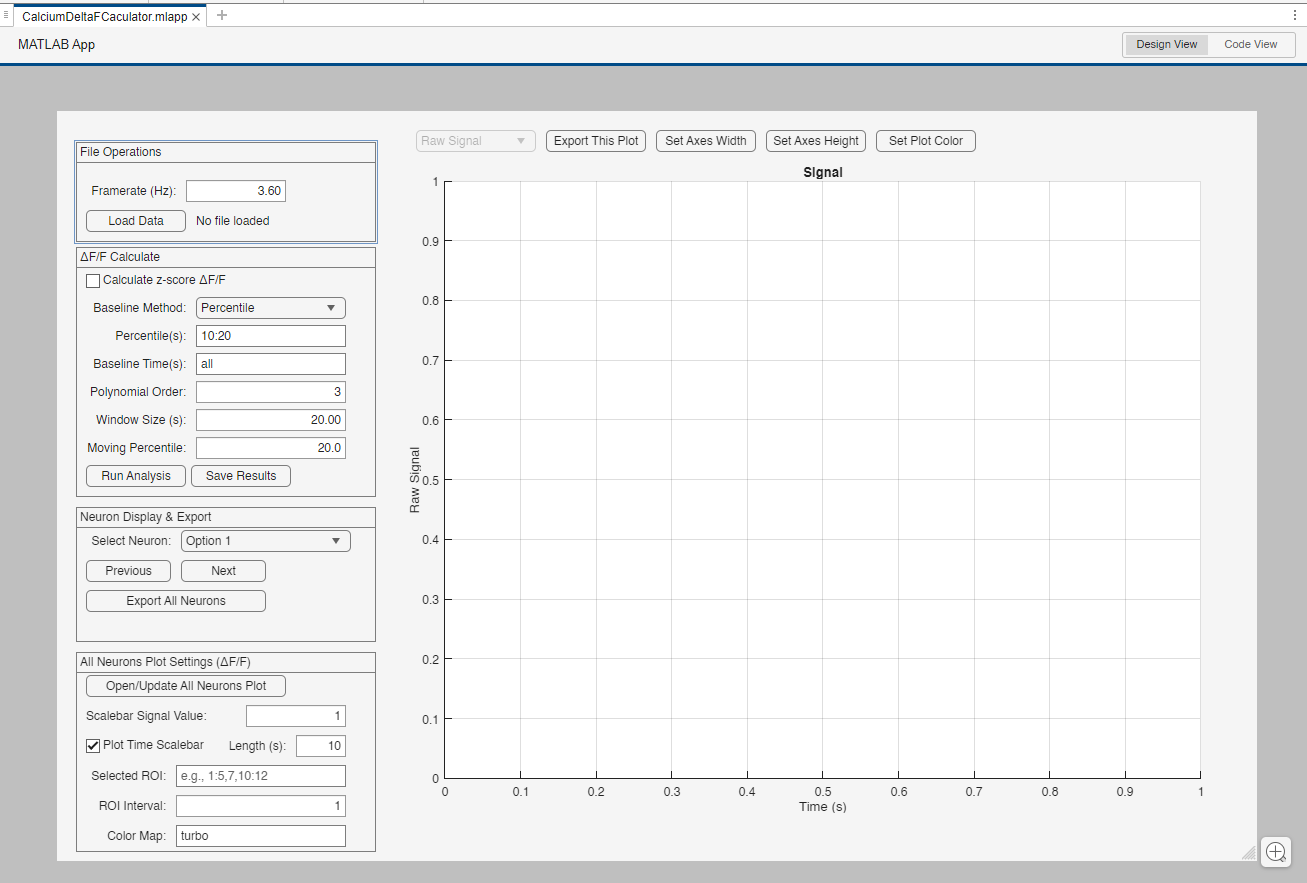 CalciumDeltaFCaculator.mlapp
MATLAB App
Design View
Code View
File Operations
Framerate (Hz): 3.60
Load Data No file loaded
ΔF/F Calculate
Calculate z-score ΔF/F
Baseline Method: Percentile
Percentile(s): 10:20
Baseline Time(s): all
Polynomial Order: 3
Window Size (s): 20.00
Moving Percentile: 20.0
Run Analysis Save Results
Neuron Display & Export
Select Neuron: Option 1
Previous Next
Export All Neurons
All Neurons Plot Settings (ΔF/F)
Open/Update All Neurons Plot
Scalebar Signal Value: 1
Plot Time Scalebar Length (s): 10
Selected ROI: e.g., 1:5,7,10:12
ROI Interval: 1
Color Map: turbo
Raw Signal Export This Plot Set Axes Width Set Axes Height Set Plot Color
Signal
Raw Signal
1
0.9
0.8
0.7
0.6
0.5
0.4
0.3
0.2
0.1
0
0 0.1 0.2 0.3 0.4 0.5 0.6 0.7 0.8 0.9 1
Time (s)